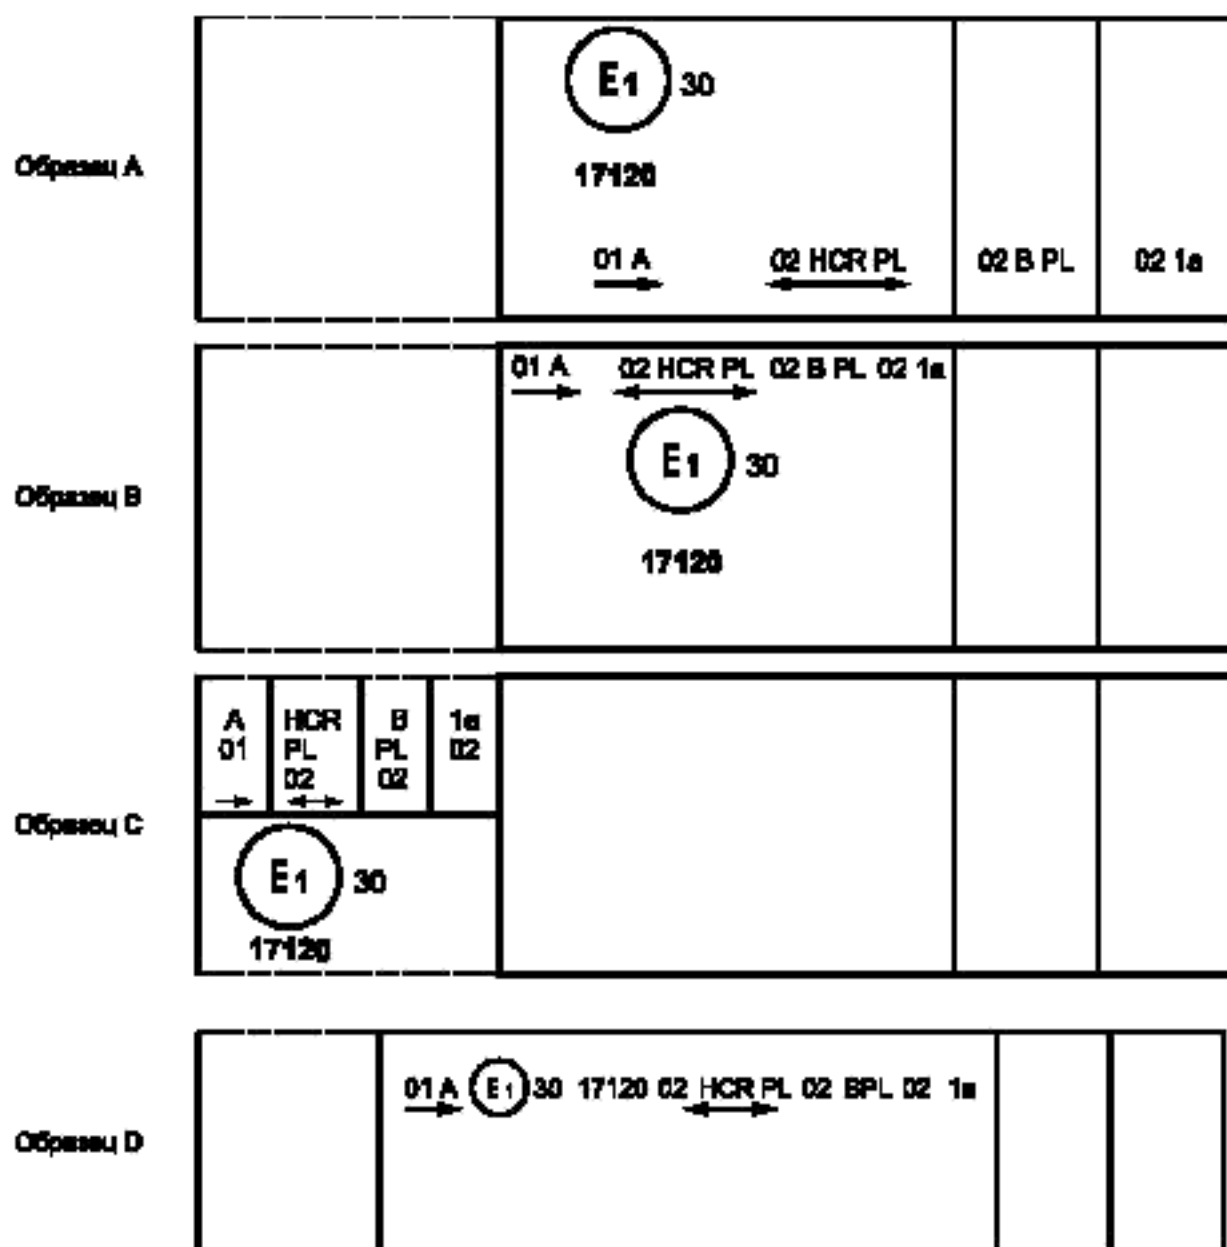 E1 30
Образец A
17120
01 A 02 HCR PL 02 B PL 02 1a
01 A 02 HCR PL 02 B PL 02 1a
E1 30
Образец B
17120
A HCR B 1a
01 PL PL 02
02 02
Образец C
E1 30
17120
01 A E1 30 17120 02 HCR PL 02 BPL 02 1a
Образец D